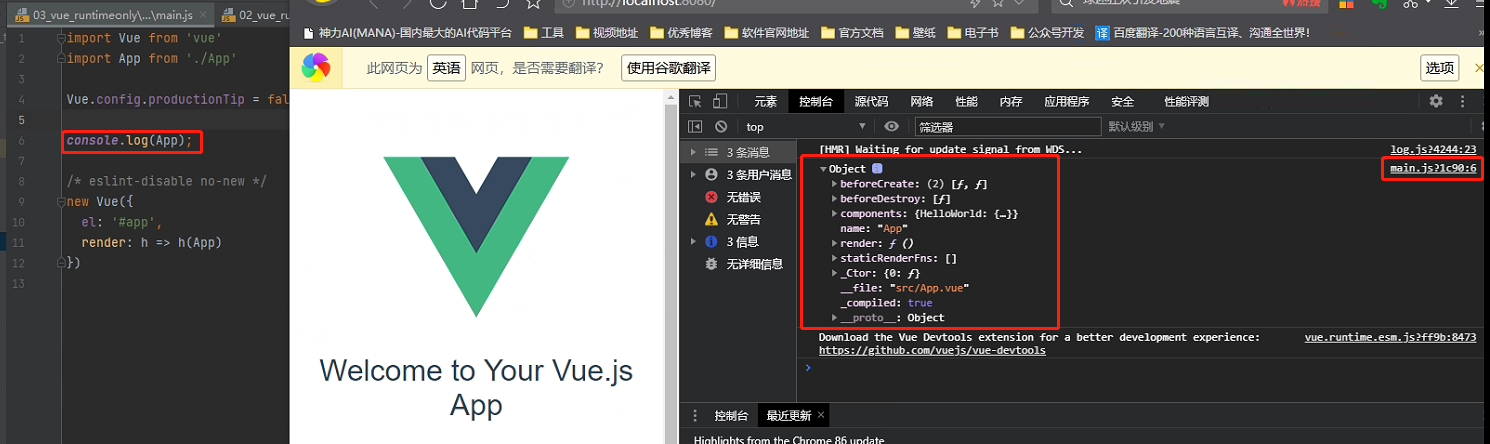 03_vue_runtimeonly\...\main.js ×
02_vue_ru
1 import Vue from 'vue'
2 import App from './App'
3
4 Vue.config.productionTip = fal
5
6 console.log(App);
7
8 /* eslint-disable no-new */
9 new Vue({
10 el: '#app',
11 render: h => h(App)
12 })
13
http://localhost:8080/
神力AI(MANA)-国内最大的AI代码平台 工具 视频地址 优秀博客 软件官网地址 官方文档 壁纸 电子书 公众号开发 译 百度翻译-200种语言互译、沟通全世界！
此网页为 英语 网页，是否需要翻译？ 使用谷歌翻译 选项 ×
Welcome to Your Vue.js
App
元素 控制台 源代码 网络 性能 内存 应用程序 安全 性能评测
top 筛选器 默认级别
3 条消息
3 条用户消息
无错误
无警告
3 信息
无详细信息
[HMR] Waiting for update signal from WDS... log.js?4244:23
Object main.js?1c90:6
beforeCreate: (2) [ƒ, ƒ]
beforeDestroy: [ƒ]
components: {HelloWorld: {…}}
name: "App"
render: ƒ ()
staticRenderFns: []
_Ctor: {0: ƒ}
__file: "src/App.vue"
_compiled: true
__proto__: Object
Download the Vue Devtools extension for a better development experience: vue.runtime.esm.js?ff9b:8473
https://github.com/vuejs/vue-devtools
控制台 最近更新 ×
Highlights from the Chrome 86 update